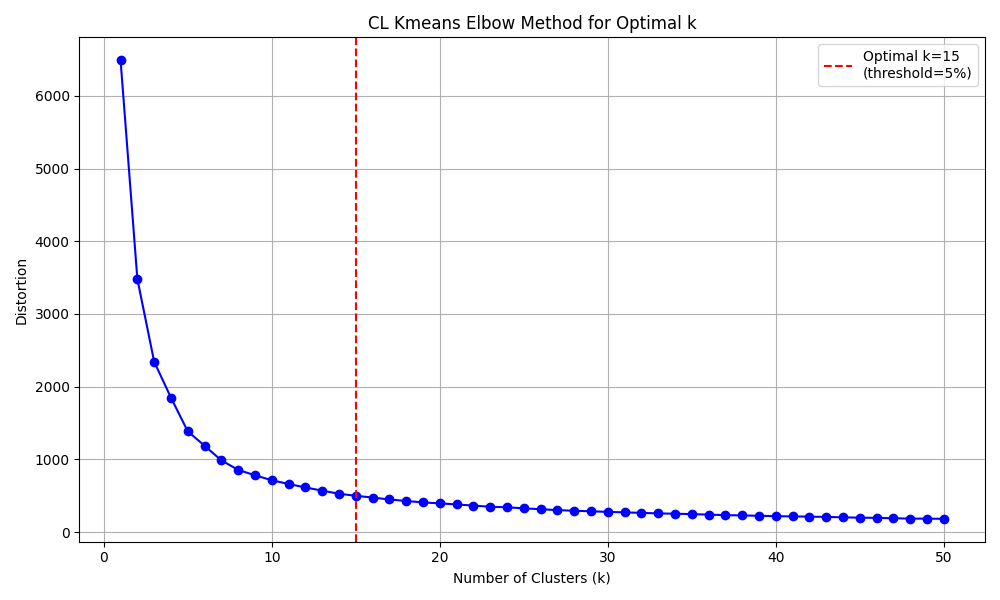 CL Kmeans Elbow Method for Optimal k
Optimal k=15
(threshold=5%)
Distortion
6000
5000
4000
3000
2000
1000
0
0 10 20 30 40 50
Number of Clusters (k)